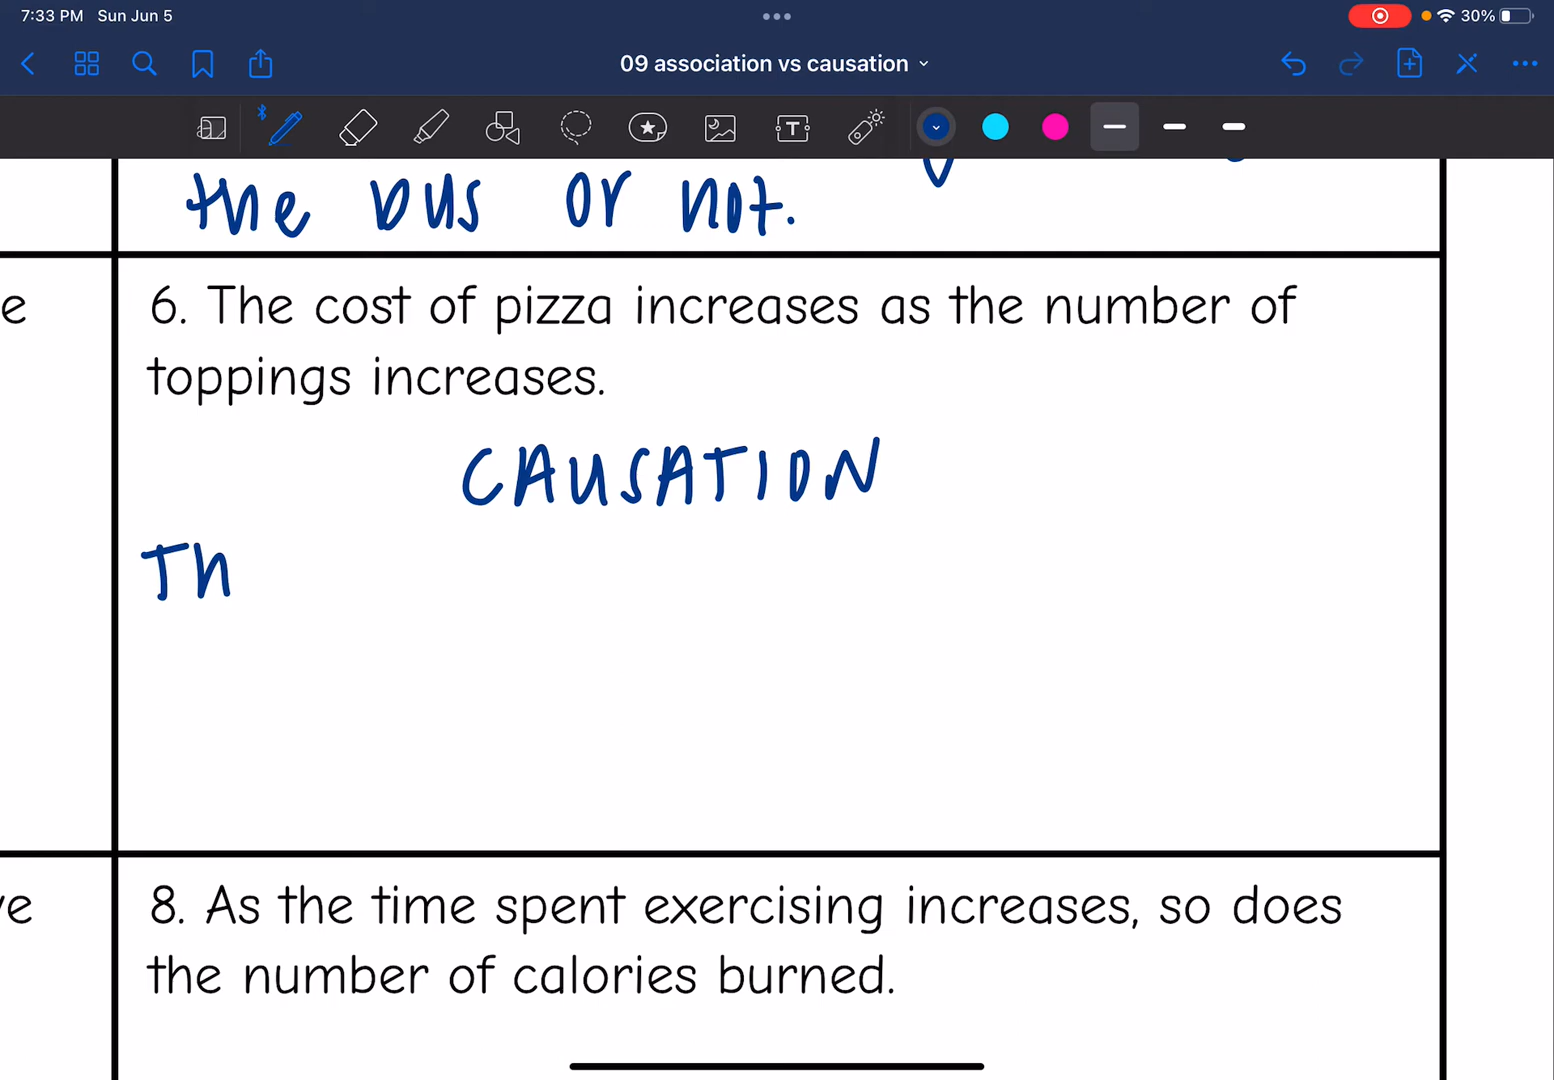 7:33 PM Sun Jun 5
30%
09 association vs causation
T
the bus or not.
e
6. The cost of pizza increases as the number of
toppings increases.
CAUSATION
Th
ve
8. As the time spent exercising increases, so does
the number of calories burned.